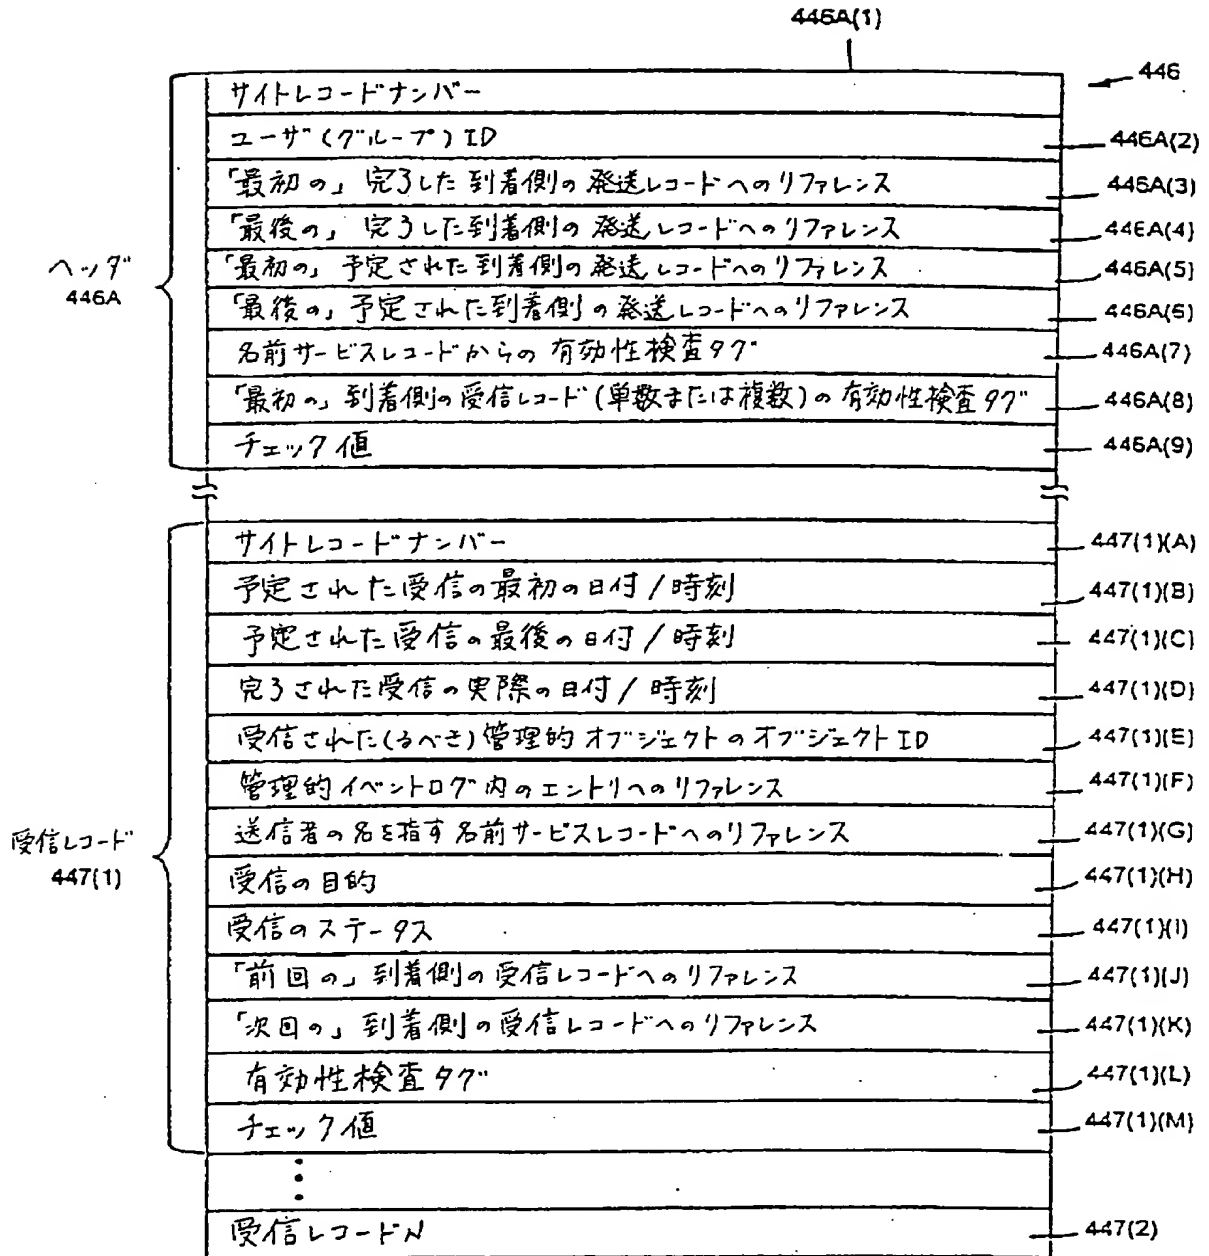 446A(1)
446
サイトレコードナンバー
ユーザ(グループ)ID 446A(2)
「最初の」完了した到着側の発送レコードへのリファレンス 446A(3)
「最後の」完了した到着側の発送レコードへのリファレンス 446A(4)
「最初の」予定された到着側の発送レコードへのリファレンス 446A(5)
ヘッダ
446A
「最後の」予定された到着側の発送レコードへのリファレンス 446A(6)
名前サービスレコードからの有効性検査タグ 446A(7)
「最初の」到着側の受信レコード(単数または複数)の有効性検査タグ 446A(8)
チェック値 446A(9)
サイトレコードナンバー 447(1)(A)
予定された受信の最初の日付/時刻 447(1)(B)
予定された受信の最後の日付/時刻 447(1)(C)
完了された受信の実際の日付/時刻 447(1)(D)
受信された(るべき)管理的オブジェクトのオブジェクトID 447(1)(E)
管理的イベントログ内のエントリへのリファレンス 447(1)(F)
送信者の名を指す名前サービスレコードへのリファレンス 447(1)(G)
受信レコード
447(1)
受信の目的 447(1)(H)
受信のステータス 447(1)(I)
「前回の」到着側の受信レコードへのリファレンス 447(1)(J)
「次回の」到着側の受信レコードへのリファレンス 447(1)(K)
有効性検査タグ 447(1)(L)
チェック値 447(1)(M)
受信レコードN 447(2)